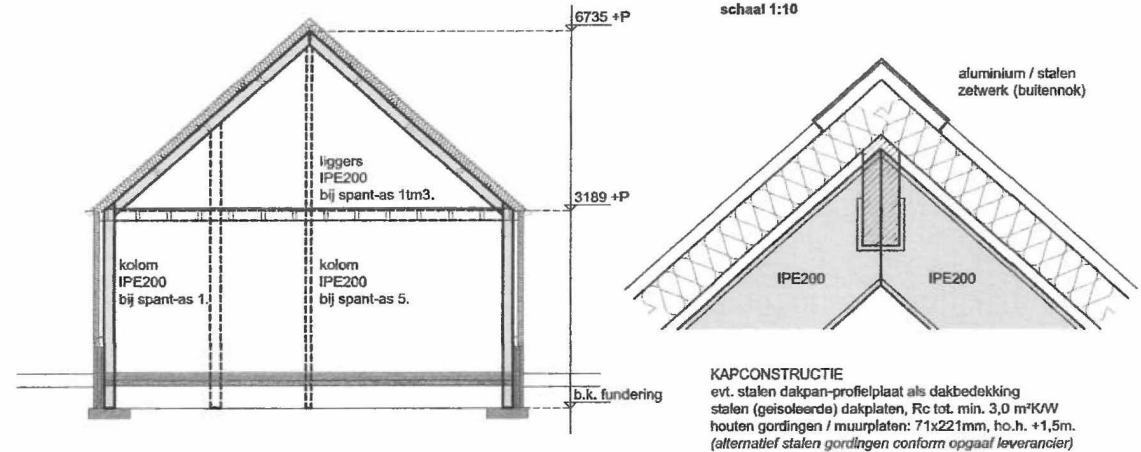 6735 +P
schaal 1:10
aluminium / stalen
zetwerk (buitennok)
liggers
IPE200
bij spant-as 1tm3.
3189 +P
kolom
IPE200
bij spant-as 1.
kolom
IPE200
bij spant-as 5.
IPE200
IPE200
b.k. fundering
KAPCONSTRUCTIE
evt. stalen dakpan-profielplaat als dakbedekking
stalen (geisoleerde) dakplaten, Rc tot. min. 3,0 m²K/W
houten gordingen / muurplaten: 71x221mm, ho.h. +1,5m.
(alternatief stalen gordingen conform opgaaf leverancier)